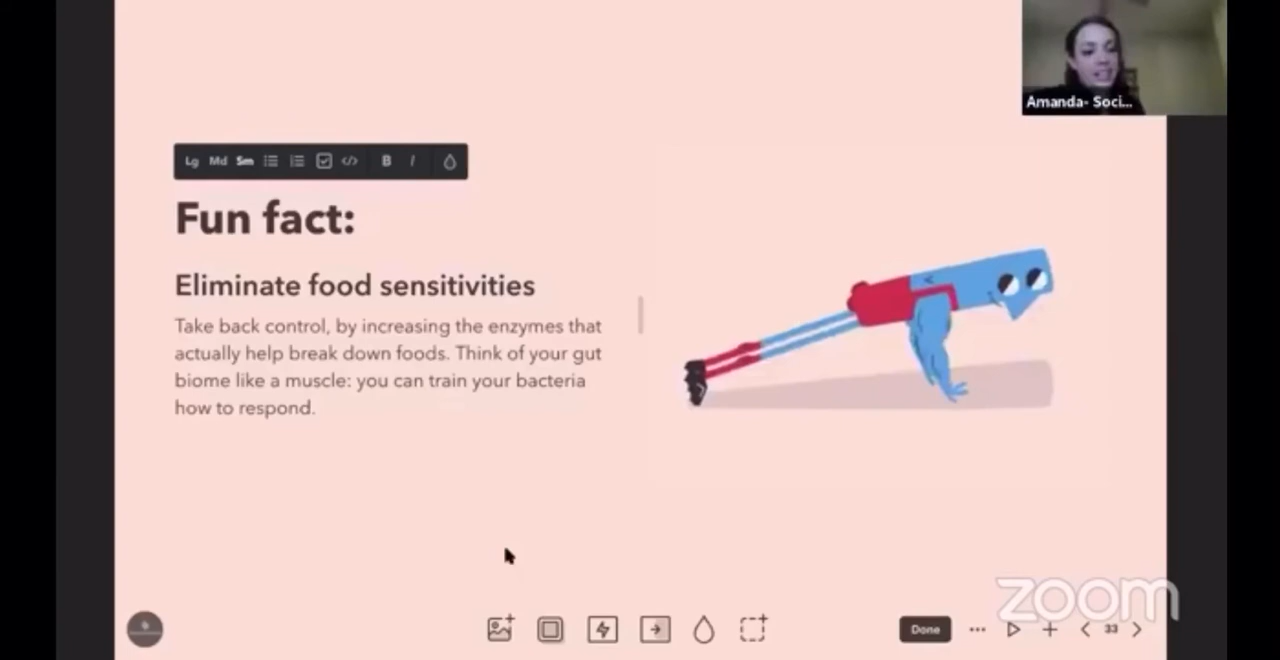 Amanda- Soci...
Lg Md Sm B I
Fun fact:
Eliminate food sensitivities
Take back control, by increasing the enzymes that
actually help break down foods. Think of your gut
biome like a muscle: you can train your bacteria
how to respond.
zoom
Done 33